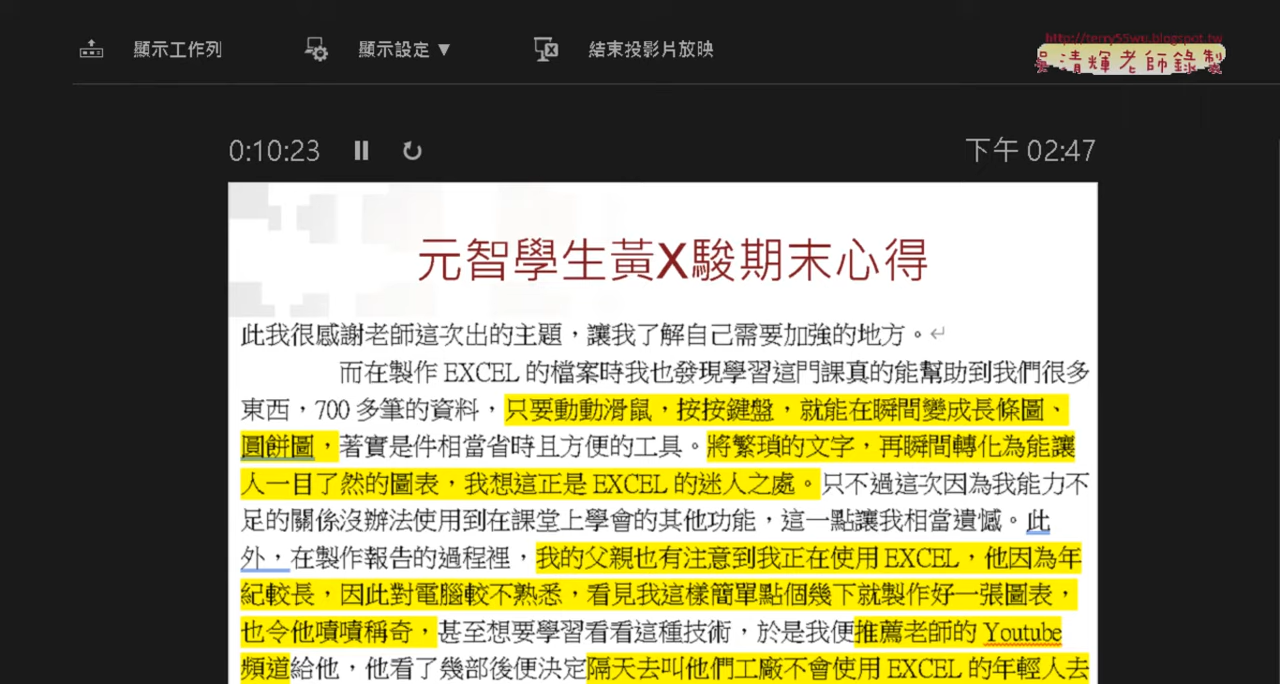 顯示工作列 顯示設定 ▼ 結束投影片放映
http://terry55wu.blogspot.tw
吳清輝老師錄製
0:10:23 下午 02:47
元智學生黃X駿期末心得
此我很感謝老師這次出的主題，讓我了解自己需要加強的地方。
而在製作 EXCEL 的檔案時我也發現學習這門課真的能幫助到我們很多
東西，700 多筆的資料，只要動動滑鼠，按按鍵盤，就能在瞬間變成長條圖、
圓餅圖，著實是件相當省時且方便的工具。將繁瑣的文字，再瞬間轉化為能讓
人一目了然的圖表，我想這正是 EXCEL 的迷人之處。只不過這次因為我能力不
足的關係沒辦法使用到在課堂上學會的其他功能，這一點讓我相當遺憾。此
外，在製作報告的過程裡，我的父親也有注意到我正在使用 EXCEL，他因為年
紀較長，因此對電腦較不熟悉，看見我這樣簡單點個幾下就製作好一張圖表，
也令他嘖嘖稱奇，甚至想要學習看看這種技術，於是我便推薦老師的 Youtube
頻道給他，他看了幾部後便決定隔天去叫他們工廠不會使用 EXCEL 的年輕人去